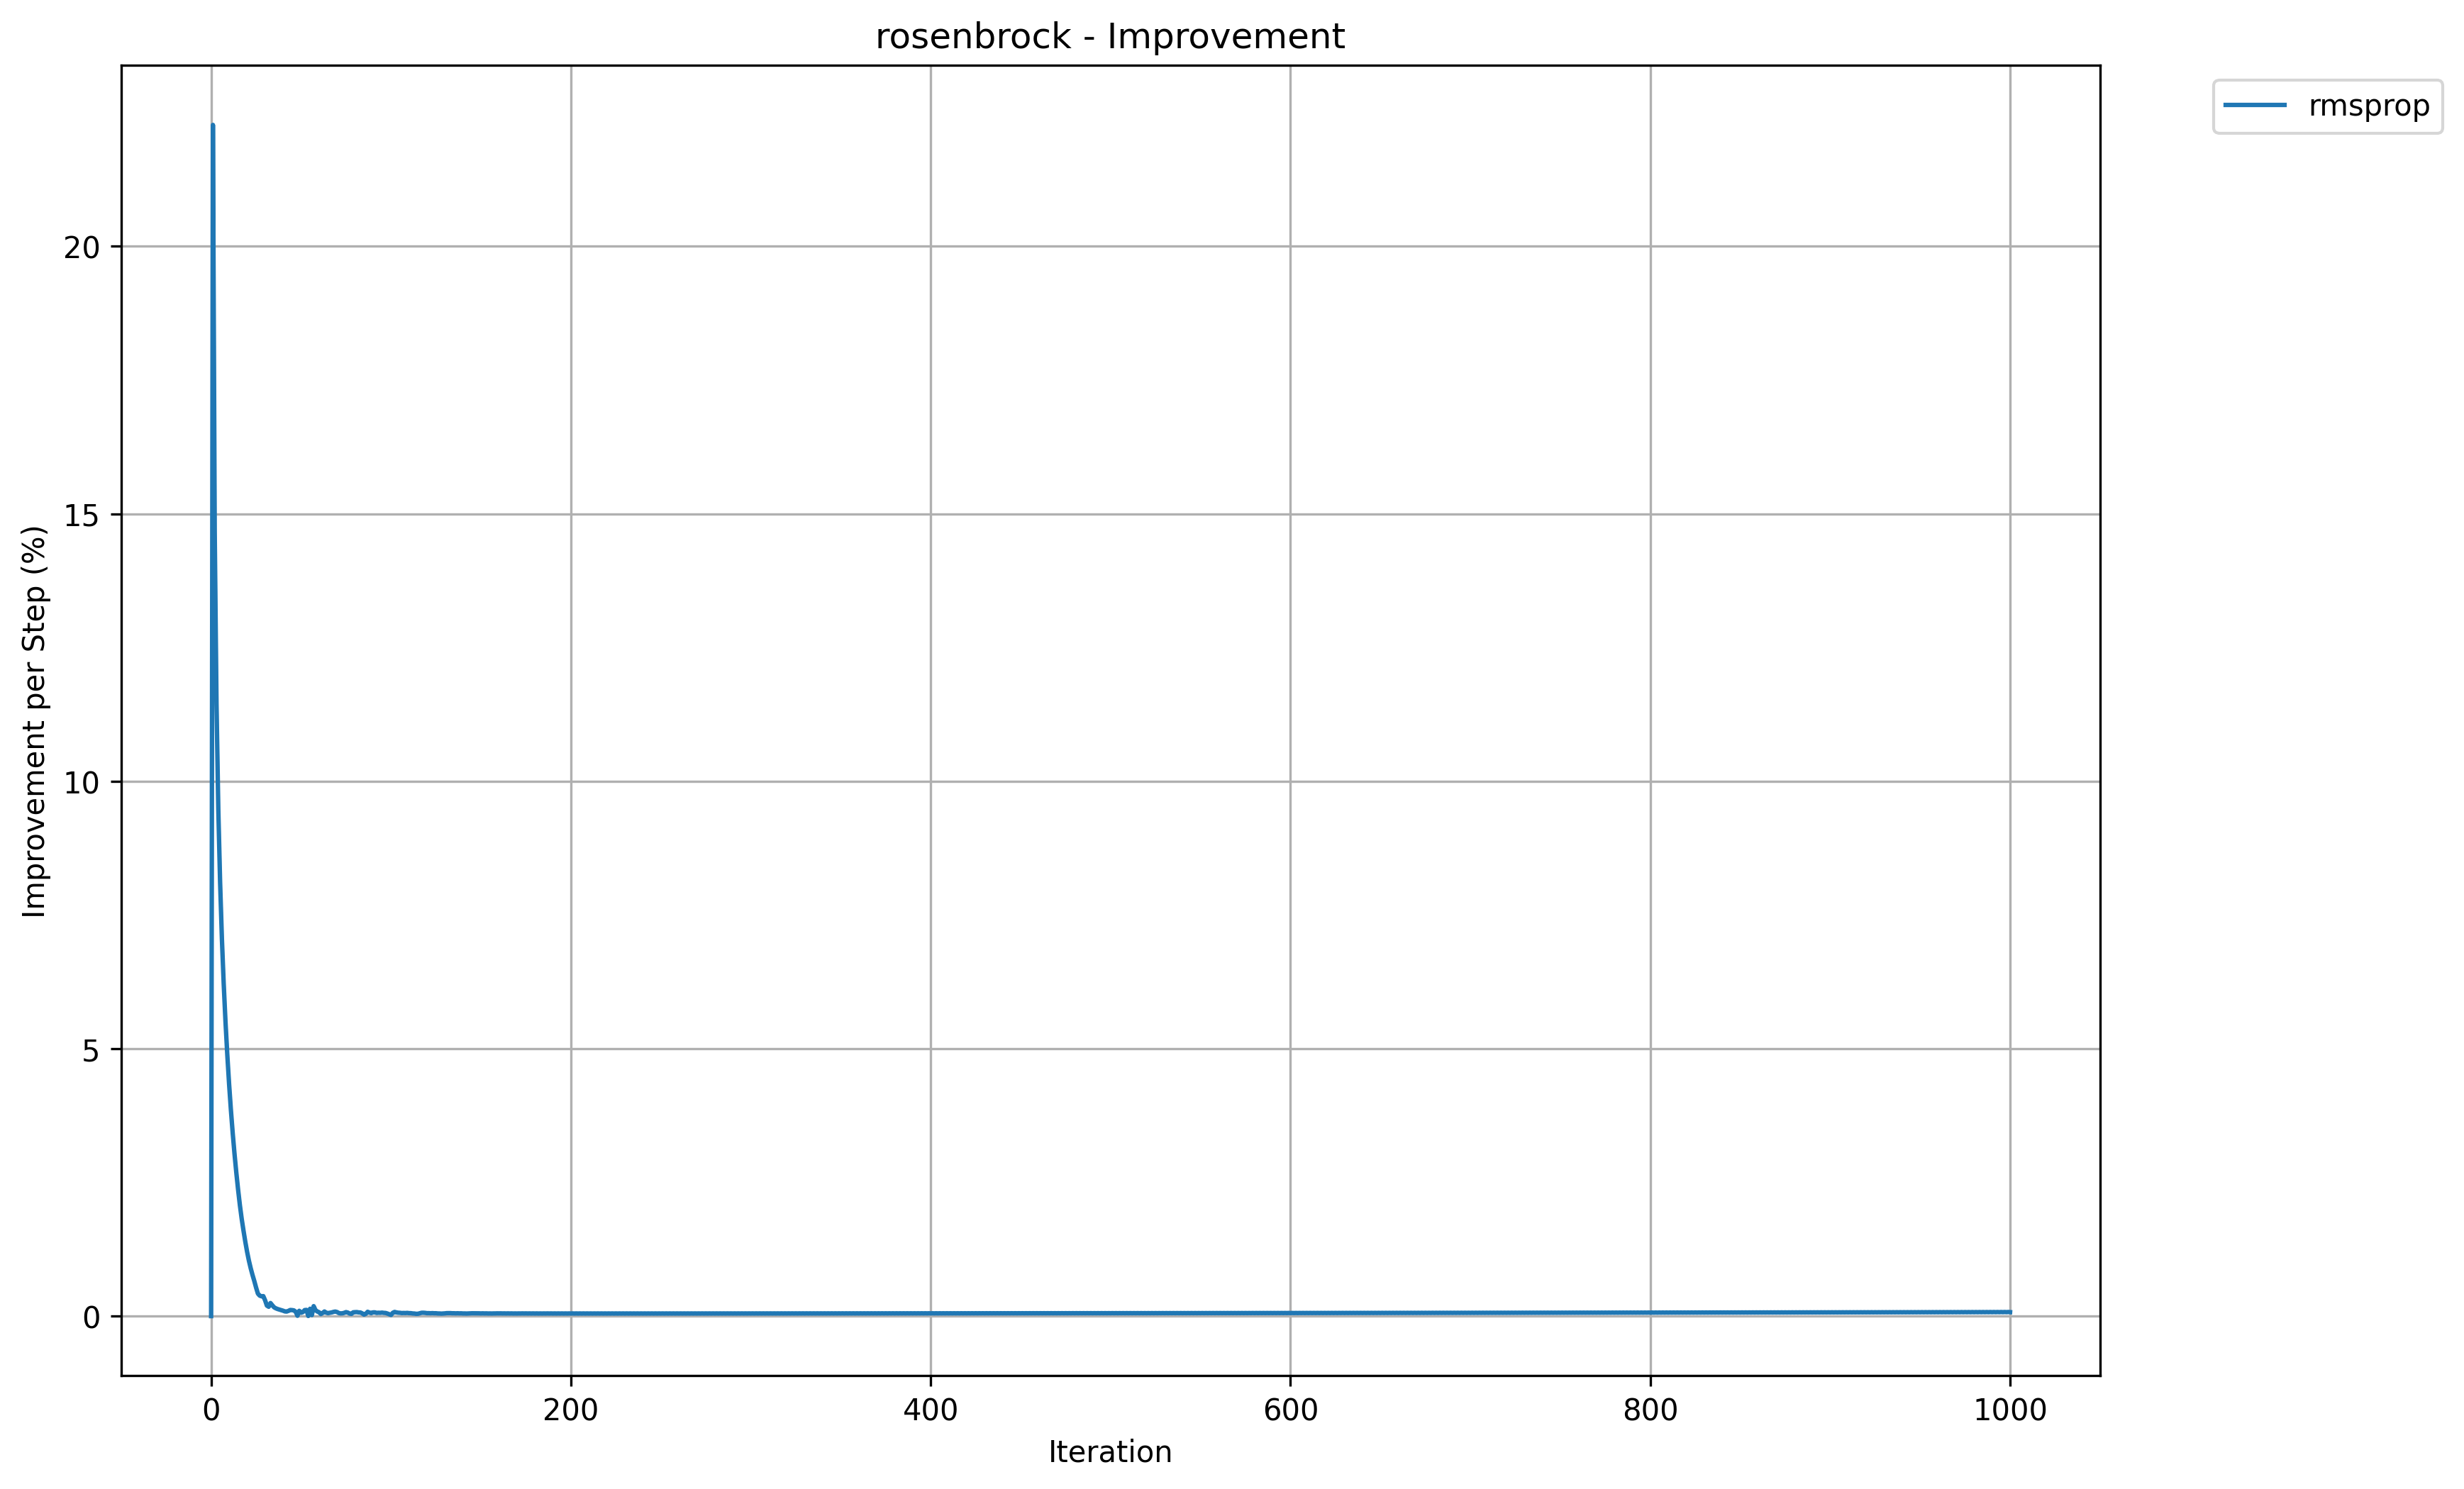 rosenbrock - Improvement
rmsprop
Improvement per Step (%)
20
15
10
5
0
0 200 400 600 800 1000
Iteration